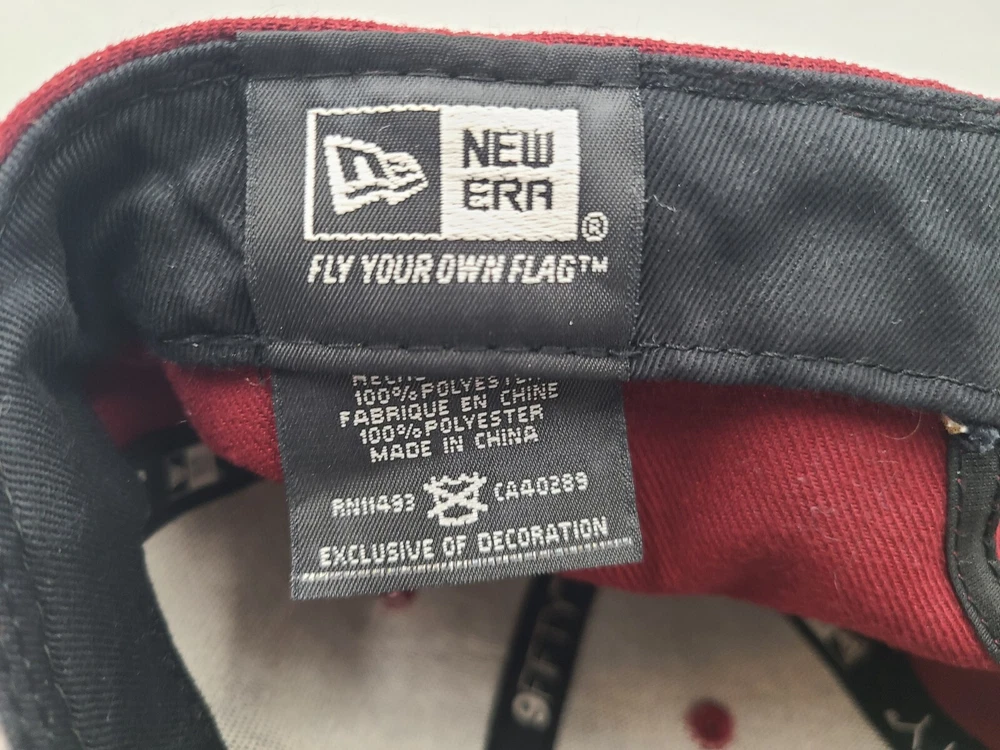 NEW
ERA
®
FLY YOUR OWN FLAG™
100% POLYESTER
FABRIQUE EN CHINE
100% POLYESTER
MADE IN CHINA
RN11493 CA40289
EXCLUSIVE OF DECORATION
9FIFTY